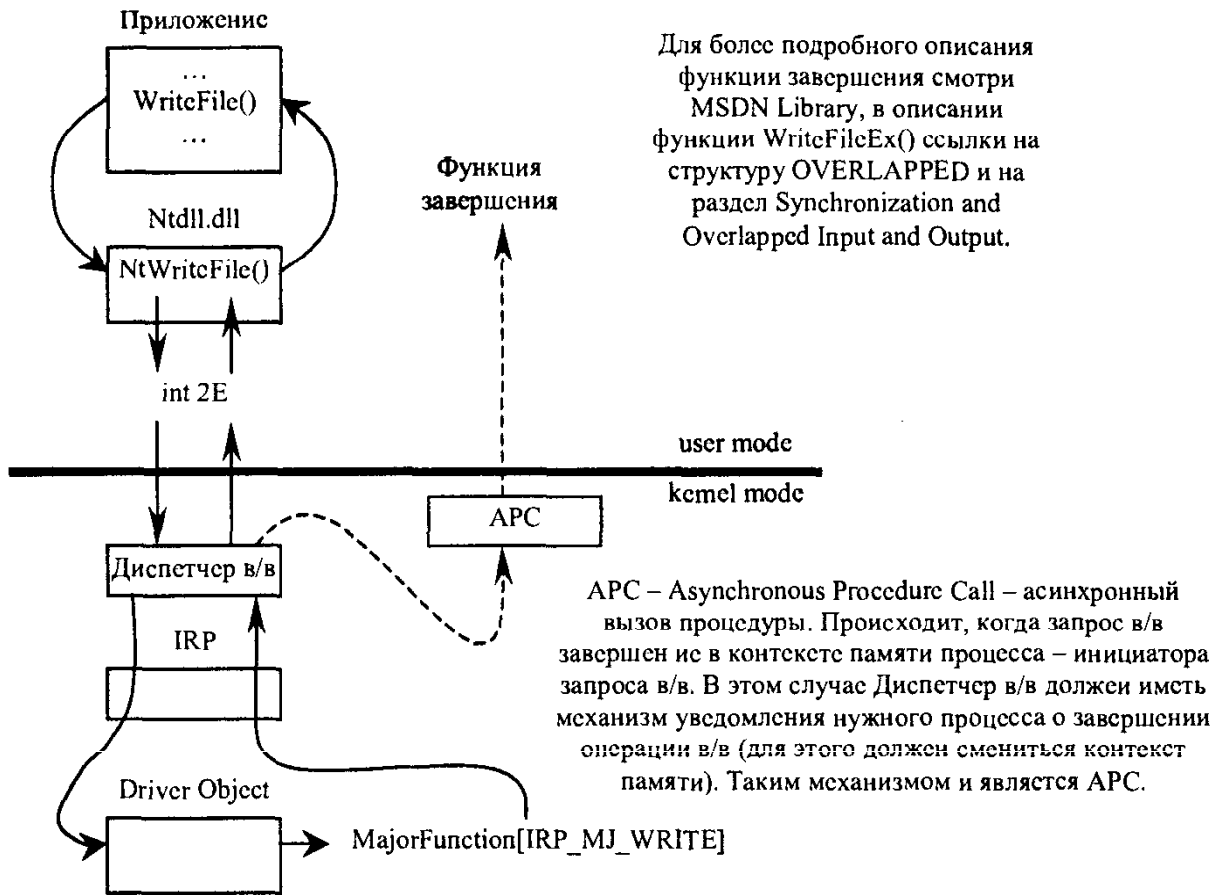 Приложение
...
WriteFile()
...
Ntdll.dll
NtWriteFile()
int 2E
Для более подробного описания
функции завершения смотри
MSDN Library, в описании
функции WriteFileEx() ссылки на
структуру OVERLAPPED и на
раздел Synchronization and
Overlapped Input and Output.
Функция
завершения
user mode
kernel mode
APC
Диспетчер в/в
IRP
Driver Object
MajorFunction[IRP_MJ_WRITE]
APC – Asynchronous Procedure Call – асинхронный
вызов процедуры. Происходит, когда запрос в/в
завершен не в контексте памяти процесса – инициатора
запроса в/в. В этом случае Диспетчер в/в должен иметь
механизм уведомления нужного процесса о завершении
операции в/в (для этого должен смениться контекст
памяти). Таким механизмом и является APC.